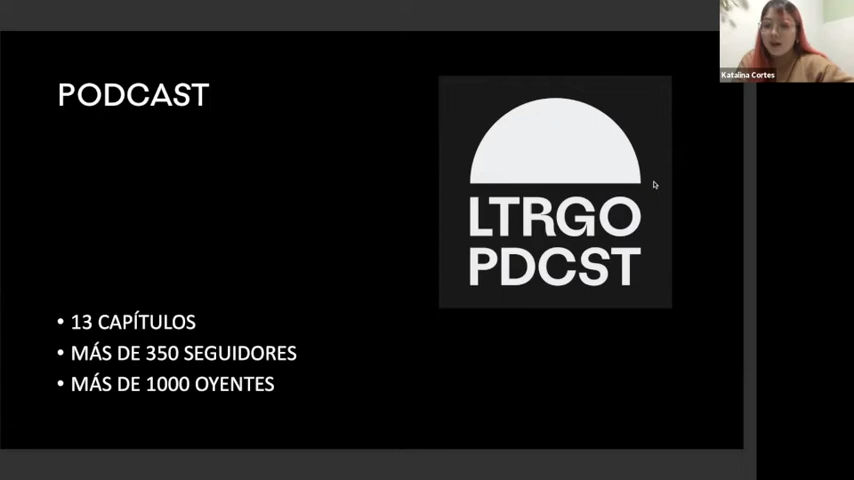 PODCAST
LTRGO
PDCST
• 13 CAPÍTULOS
• MÁS DE 350 SEGUIDORES
• MÁS DE 1000 OYENTES
Katalina Cortes